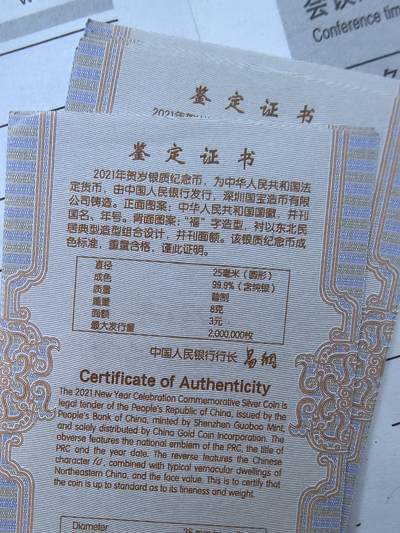 Conference tim
鉴定证书
鉴定证书
2021年贺岁银质纪念币，为中华人民共和国法
定货币，由中国人民银行发行，深圳国宝造币有限
公司铸造。正面图案：中华人民共和国国徽，并刊
国名、年号。背面图案：“福”字造型，衬以东北民
居典型造型组合设计，并刊面额。该银质纪念币成
色标准，重量合格，谨此证明。
直径 25毫米（圆形）
成色 99.9%（含纯银）
质量 普制
重量 8克
面额 3元
最大发行量 2,000,000枚
中国人民银行行长 易纲
Certificate of Authenticity
The 2021 New Year Celebration Commemorative Silver Coin is
legal tender of the People's Republic of China, issued by the
People's Bank of China, minted by Shenzhen Guobao Mint,
and solely distributed by China Gold Coin Incorporation. The
obverse features the national emblem of the PRC, the title of
PRC and the year date. The reverse features the Chinese
character fú, combined with typical vernacular dwellings of
Northeastern China, and the face value. This is to certify that
the coin is up to standard as to its fineness and weight.
Diameter